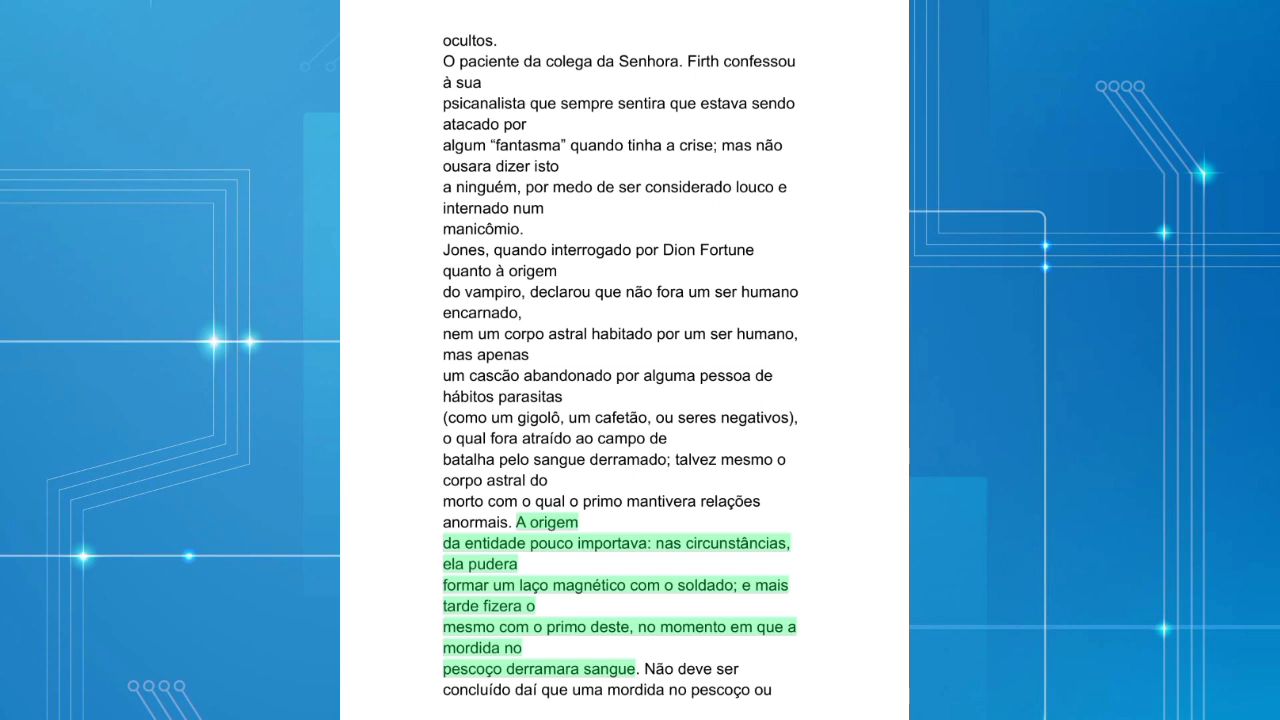 ocultos.
O paciente da colega da Senhora. Firth confessou
à sua
psicanalista que sempre sentira que estava sendo
atacado por
algum “fantasma” quando tinha a crise; mas não
ousara dizer isto
a ninguém, por medo de ser considerado louco e
internado num
manicômio.
Jones, quando interrogado por Dion Fortune
quanto à origem
do vampiro, declarou que não fora um ser humano
encarnado,
nem um corpo astral habitado por um ser humano,
mas apenas
um cascão abandonado por alguma pessoa de
hábitos parasitas
(como um gigolô, um cafetão, ou seres negativos),
o qual fora atraído ao campo de
batalha pelo sangue derramado; talvez mesmo o
corpo astral do
morto com o qual o primo mantivera relações
anormais. A origem
da entidade pouco importava: nas circunstâncias,
ela pudera
formar um laço magnético com o soldado; e mais
tarde fizera o
mesmo com o primo deste, no momento em que a
mordida no
pescoço derramara sangue. Não deve ser
concluído daí que uma mordida no pescoço ou